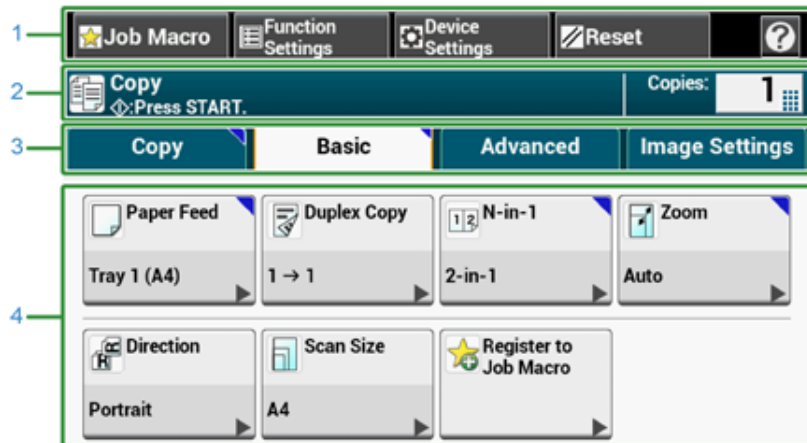 1 Job Macro Function Settings Device Settings Reset ?
2 Copy Copies: 1
:Press START.
3 Copy Basic Advanced Image Settings
4
Paper Feed Duplex Copy N-in-1 Zoom
Tray 1 (A4) 1 → 1 2-in-1 Auto
Direction Scan Size Register to Job Macro
Portrait A4